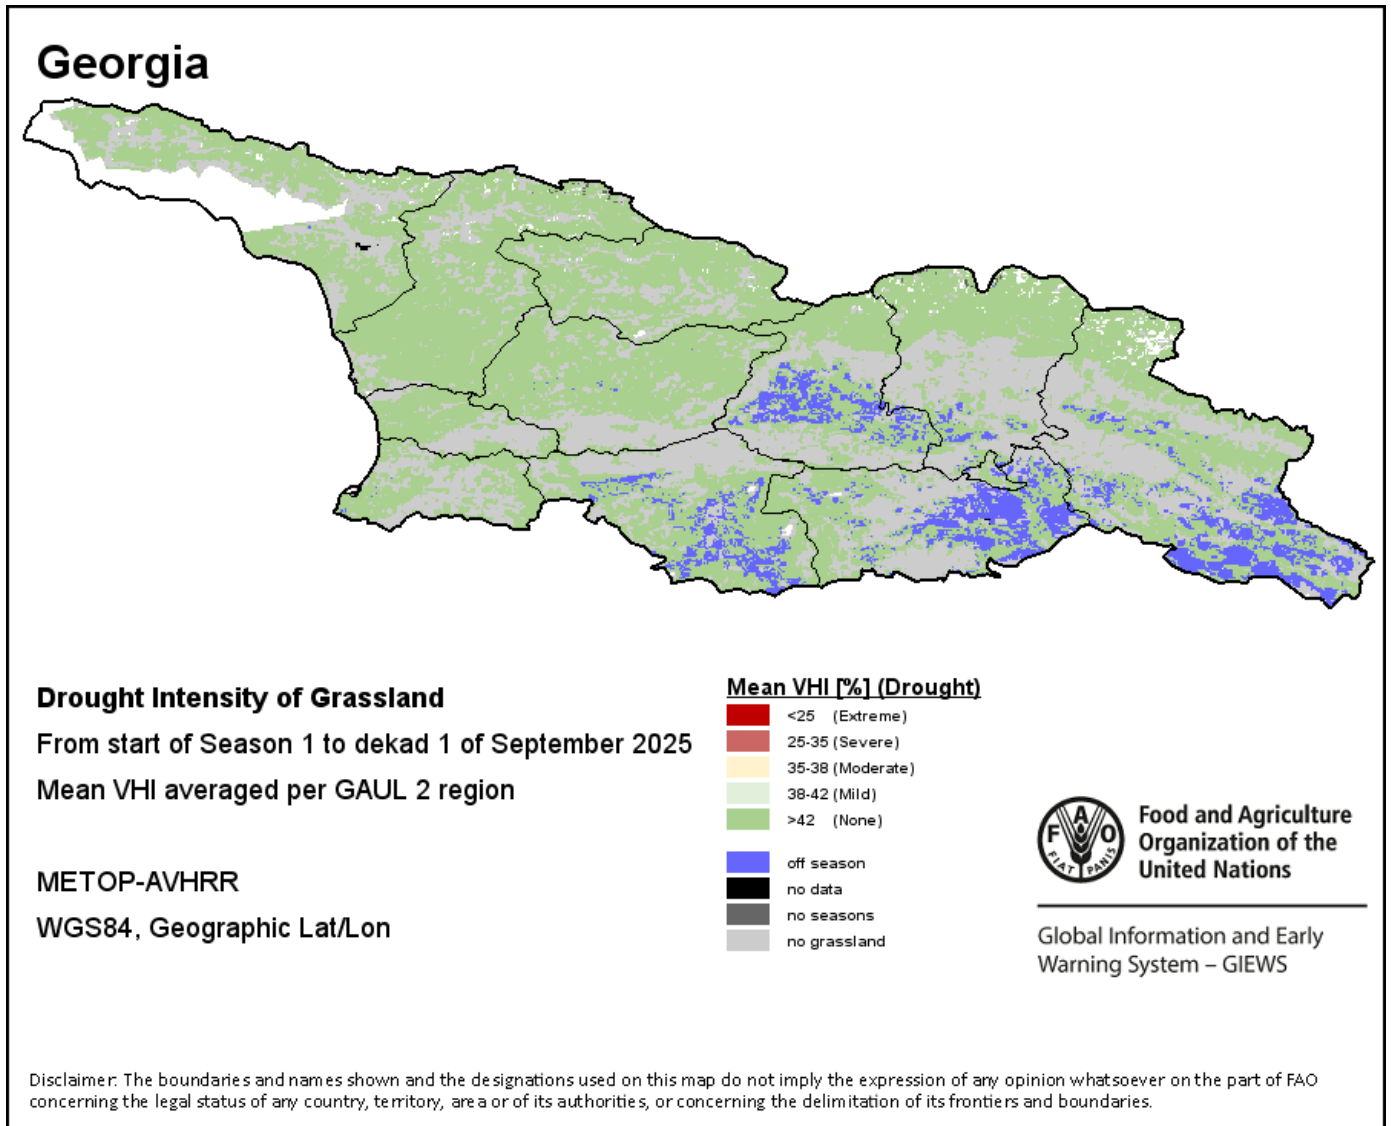 Georgia
Drought Intensity of Grassland
From start of Season 1 to dekad 1 of September 2025
Mean VHI averaged per GAUL 2 region
METOP-AVHRR
WGS84, Geographic Lat/Lon
Mean VHI [%] (Drought)
<25 (Extreme)
25-35 (Severe)
35-38 (Moderate)
38-42 (Mild)
>42 (None)
off season
no data
no seasons
no grassland
F A O
FIAT PANIS
Food and Agriculture
Organization of the
United Nations
Global Information and Early
Warning System – GIEWS
Disclaimer: The boundaries and names shown and the designations used on this map do not imply the expression of any opinion whatsoever on the part of FAO
concerning the legal status of any country, territory, area or of its authorities, or concerning the delimitation of its frontiers and boundaries.